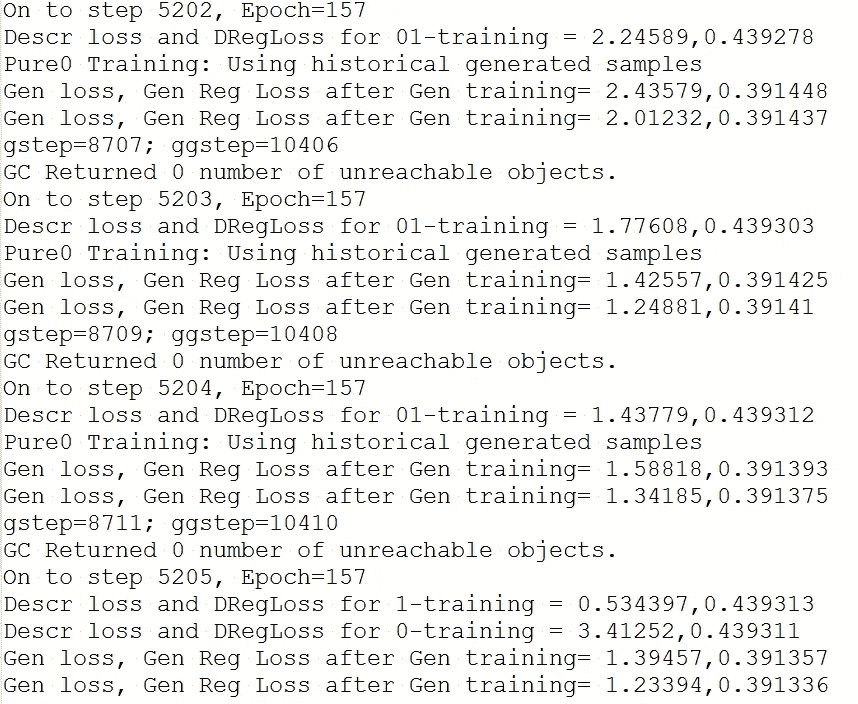 On to step 5202, Epoch=157
Descr loss and DRegLoss for 01-training = 2.24589,0.439278
Pure0 Training: Using historical generated samples
Gen loss, Gen Reg Loss after Gen training= 2.43579,0.391448
Gen loss, Gen Reg Loss after Gen training= 2.01232,0.391437
gstep=8707; ggstep=10406
GC Returned 0 number of unreachable objects.
On to step 5203, Epoch=157
Descr loss and DRegLoss for 01-training = 1.77608,0.439303
Pure0 Training: Using historical generated samples
Gen loss, Gen Reg Loss after Gen training= 1.42557,0.391425
Gen loss, Gen Reg Loss after Gen training= 1.24881,0.39141
gstep=8709; ggstep=10408
GC Returned 0 number of unreachable objects.
On to step 5204, Epoch=157
Descr loss and DRegLoss for 01-training = 1.43779,0.439312
Pure0 Training: Using historical generated samples
Gen loss, Gen Reg Loss after Gen training= 1.58818,0.391393
Gen loss, Gen Reg Loss after Gen training= 1.34185,0.391375
gstep=8711; ggstep=10410
GC Returned 0 number of unreachable objects.
On to step 5205, Epoch=157
Descr loss and DRegLoss for 1-training = 0.534397,0.439313
Descr loss and DRegLoss for 0-training = 3.41252,0.439311
Gen loss, Gen Reg Loss after Gen training= 1.39457,0.391357
Gen loss, Gen Reg Loss after Gen training= 1.23394,0.391336